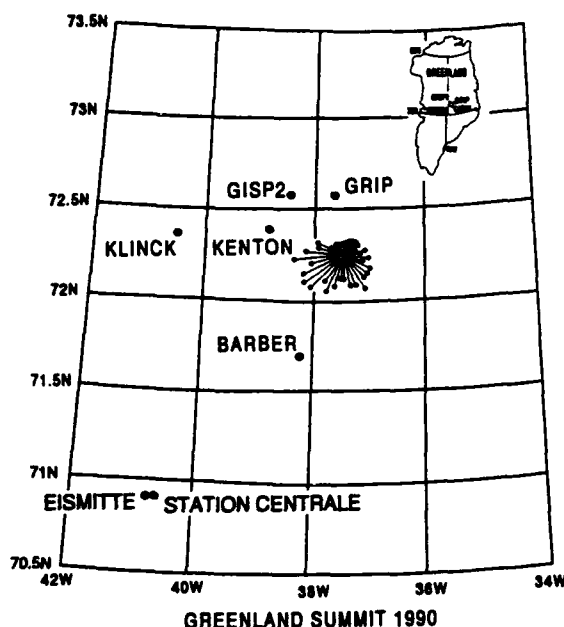 73.5N
GREENLAND
73N
GISP2 GRIP
72.5N
KLINCK KENTON
72N
BARBER
71.5N
71N
EISMITTE STATION CENTRALE
70.5N
42W 40W 38W 36W 34W
GREENLAND SUMMIT 1990